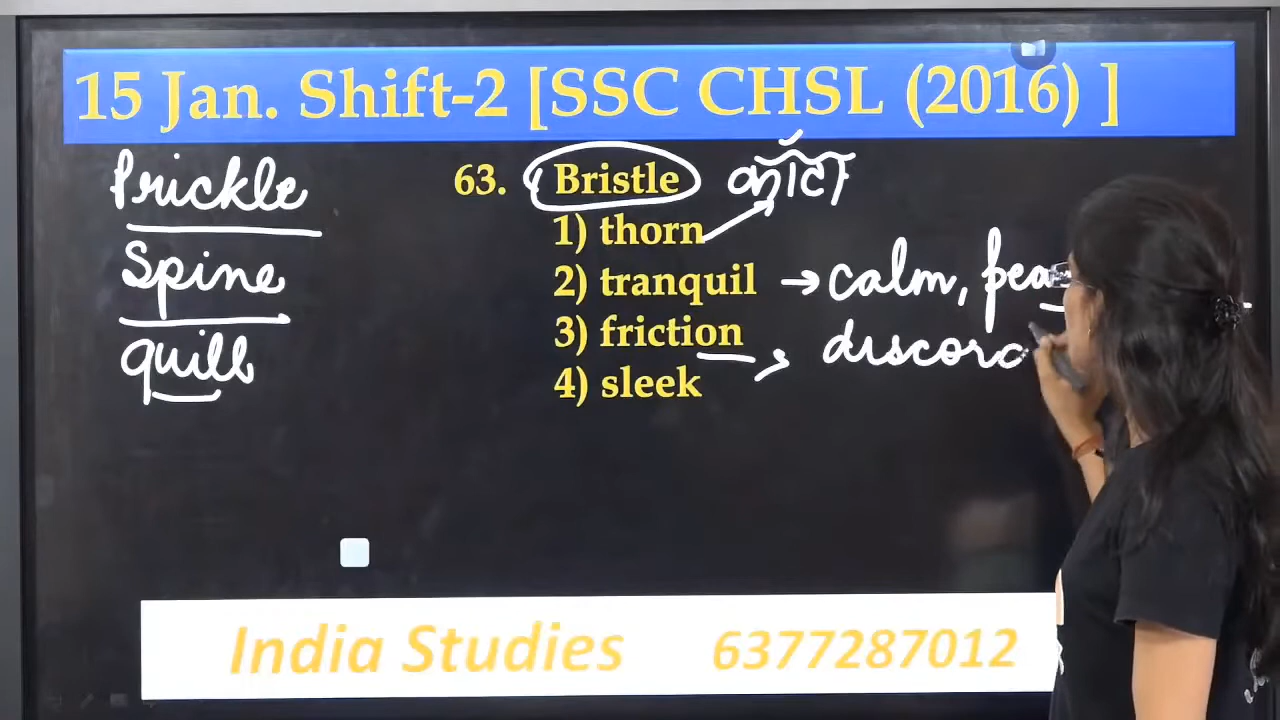 15 Jan. Shift-2 [SSC CHSL (2016) ]
Prickle
Spine
quill
63. Bristle कांटा
1) thorn
2) tranquil → calm,
3) friction →
4) sleek
India Studies 6377287012